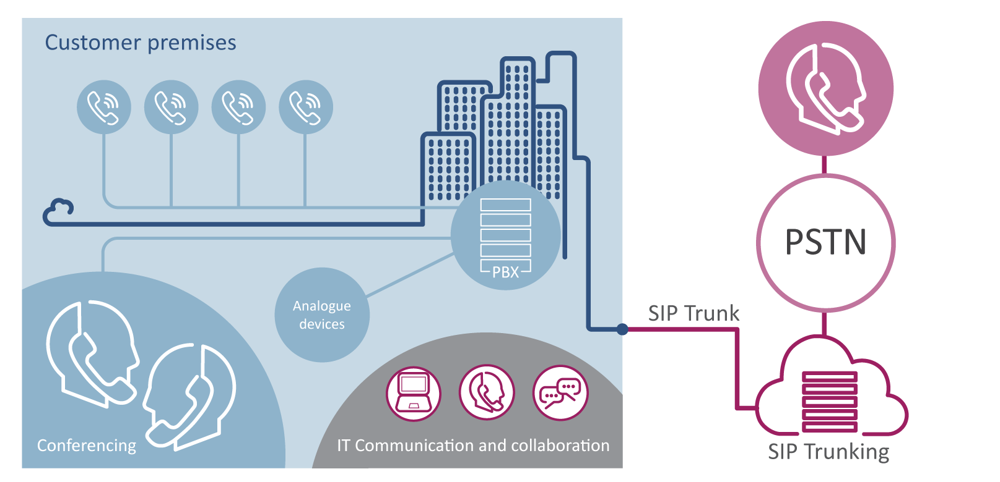 Customer premises
PSTN
PBX
Analogue
devices
SIP Trunk
Conferencing
IT Communication and collaboration
SIP Trunking